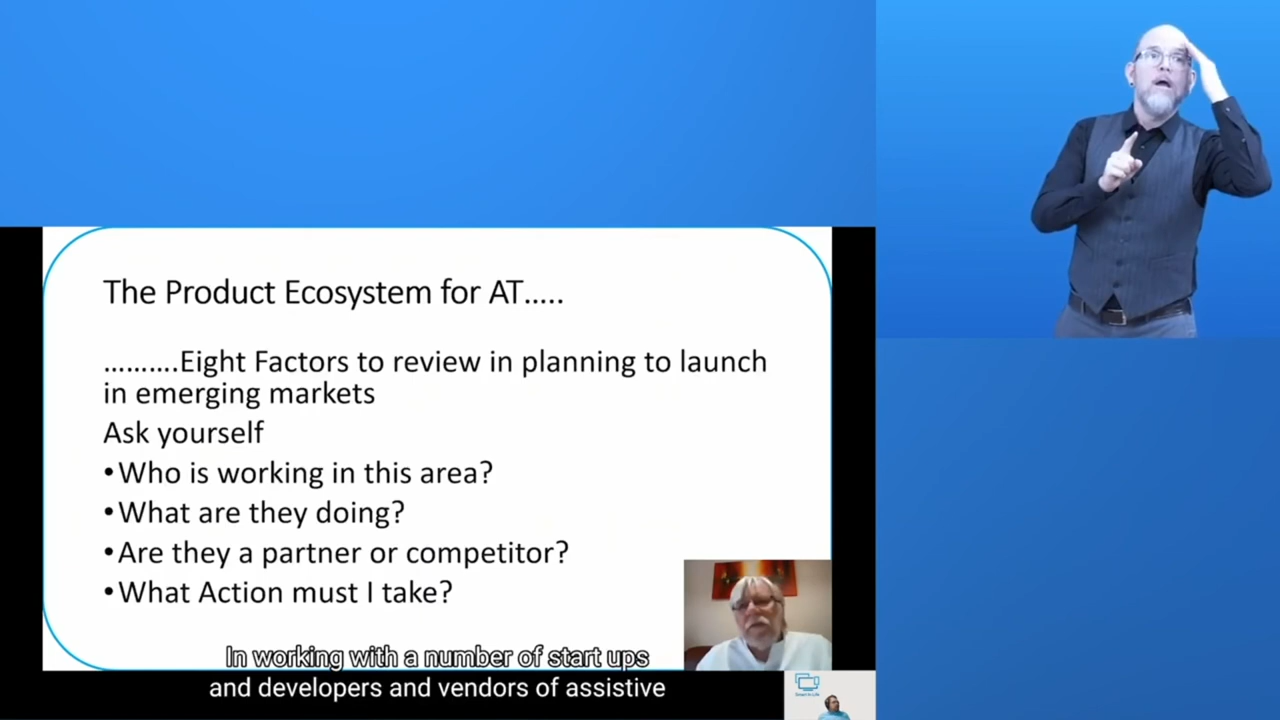 The Product Ecosystem for AT.....
..........Eight Factors to review in planning to launch
in emerging markets
Ask yourself
•Who is working in this area?
•What are they doing?
•Are they a partner or competitor?
•What Action must I take?
In working with a number of start ups
and developers and vendors of assistive